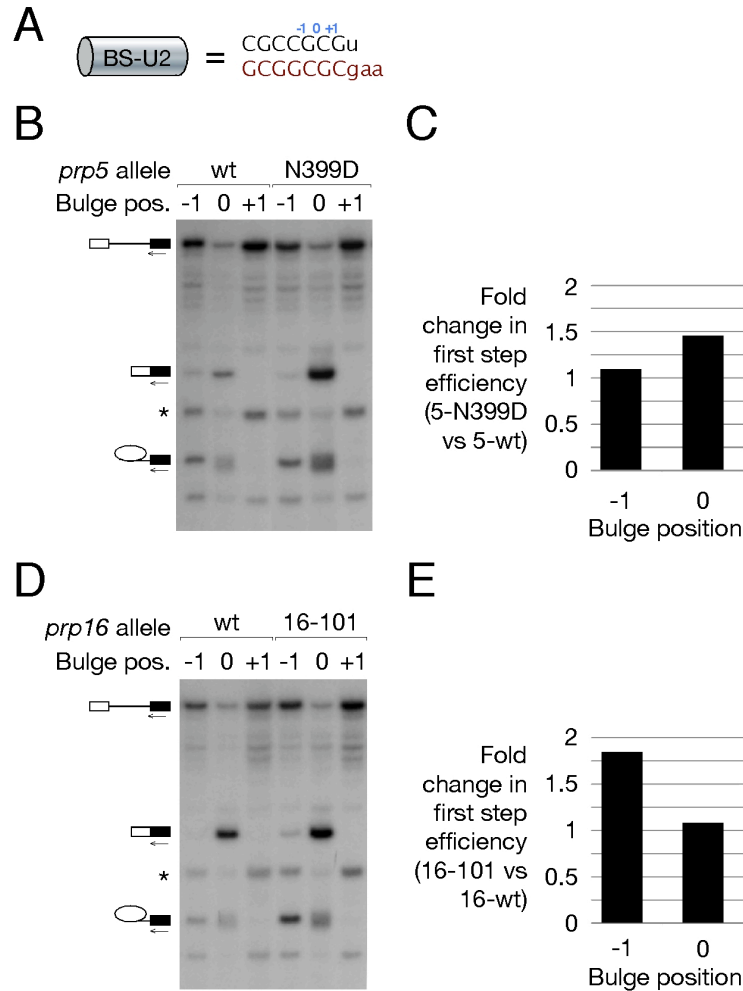 A
-1 0 +1
BS-U2 = CGCCGCGu
GCGGCGCgaa
B
prp5 allele wt N399D
Bulge pos. -1 0 +1 -1 0 +1
*
C
Fold
change in
first step
efficiency
(5-N399D
vs 5-wt)
2
1.5
1
0.5
0
-1 0
Bulge position
D
prp16 allele wt 16-101
Bulge pos. -1 0 +1 -1 0 +1
*
E
Fold
change in
first step
efficiency
(16-101 vs
16-wt)
2
1.5
1
0.5
0
-1 0
Bulge position